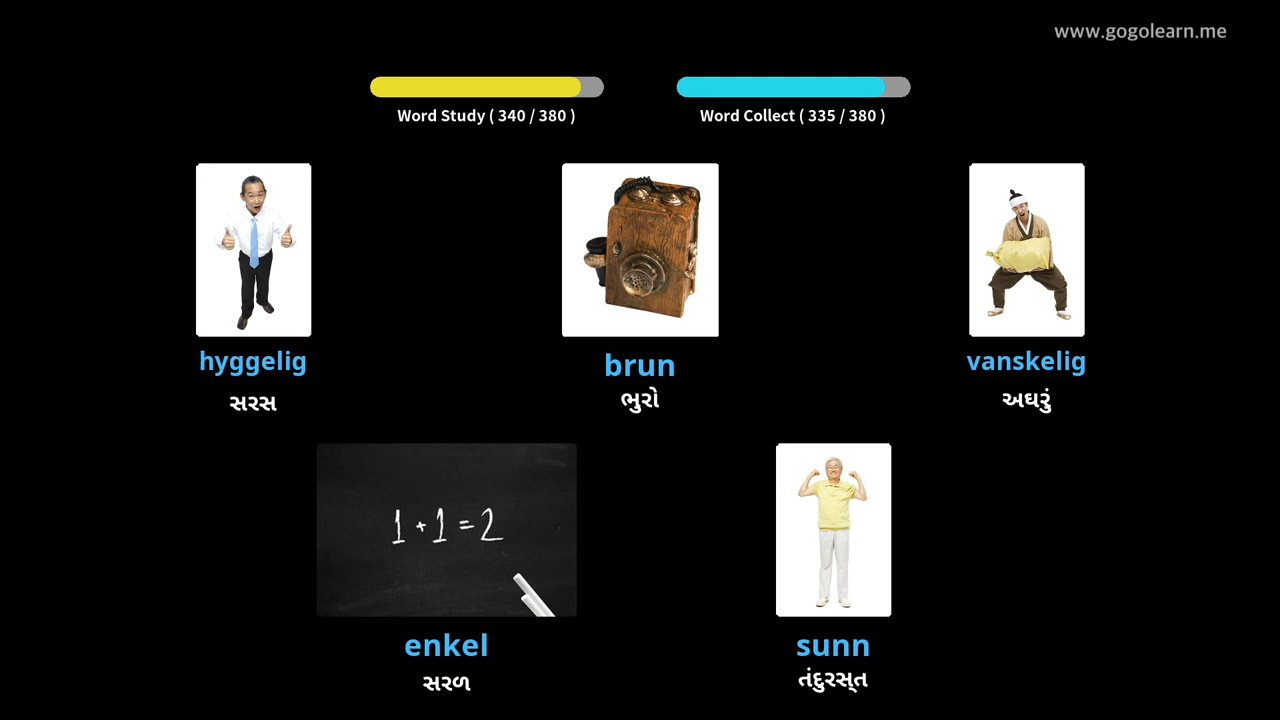 www.gogolearn.me
Word Study ( 340 / 380 )
Word Collect ( 335 / 380 )
hyggelig
સરસ
brun
ભુરો
vanskelig
અઘરું
1 + 1 = 2
enkel
સરળ
sunn
તંદુરસ્ત